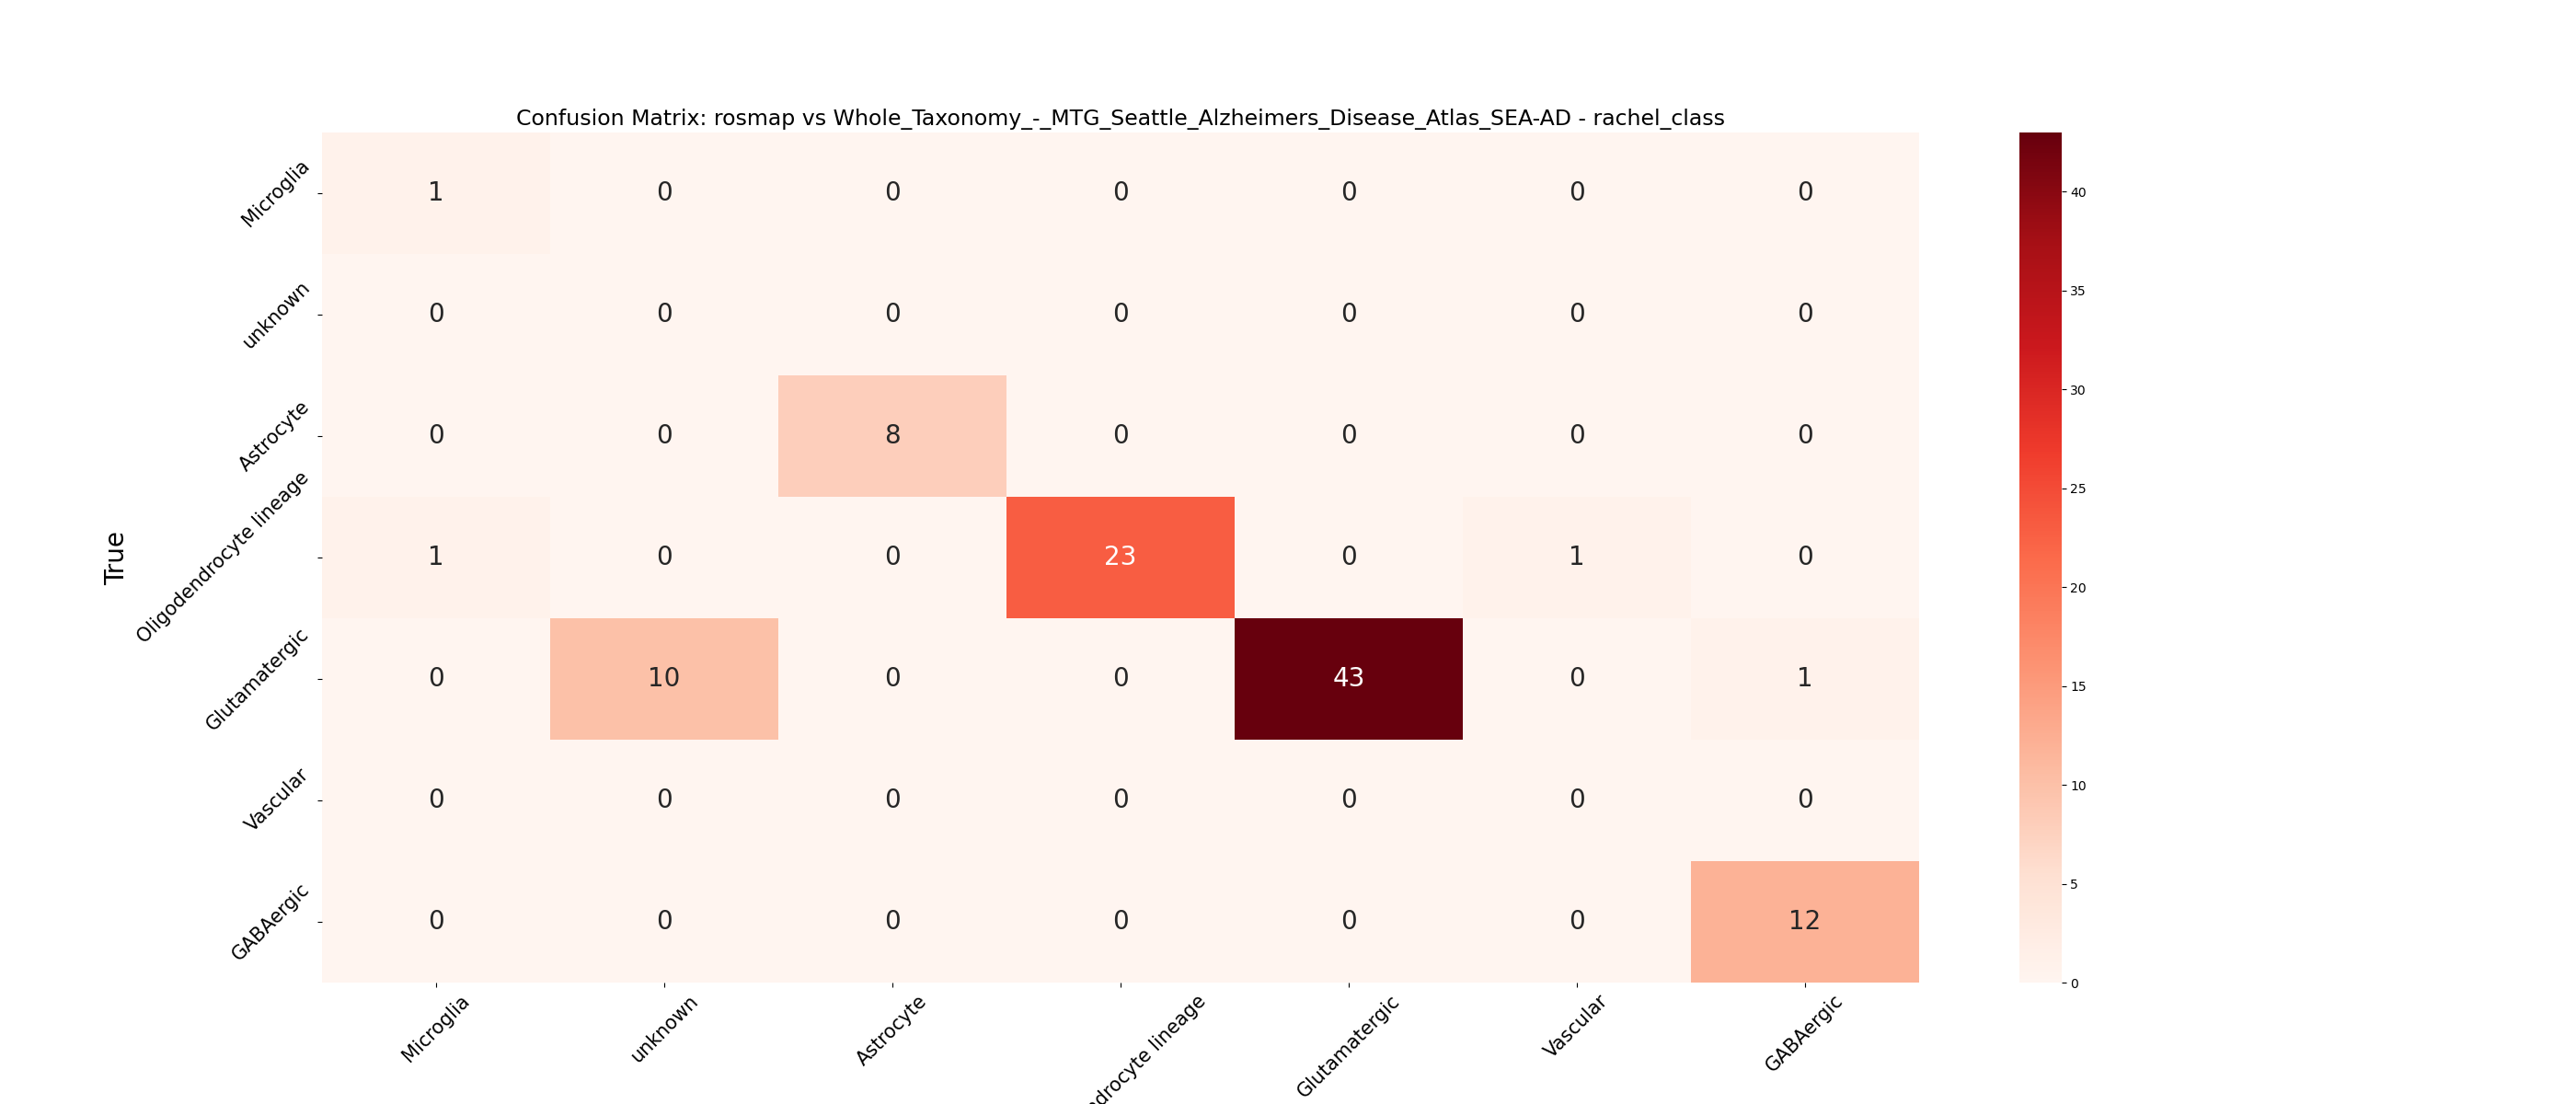 Confusion Matrix: rosmap vs Whole_Taxonomy_-_MTG_Seattle_Alzheimers_Disease_Atlas_SEA-AD - rachel_class
True
Microglia 1 0 0 0 0 0 0
unknown 0 0 0 0 0 0 0
Astrocyte 0 0 8 0 0 0 0
Oligodendrocyte lineage 1 0 0 23 0 1 0
Glutamatergic 0 10 0 0 43 0 1
Vascular 0 0 0 0 0 0 0
GABAergic 0 0 0 0 0 0 12
Microglia unknown Astrocyte drocyte lineage Glutamatergic Vascular GABAergic
40
35
30
25
20
15
10
5
0